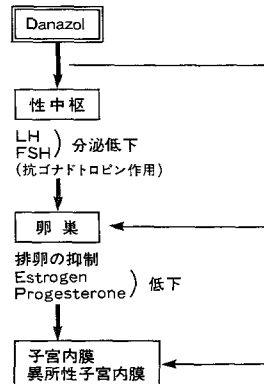 Danazol
性中枢
LH
FSH ) 分泌低下
(抗ゴナドトロピン作用)
卵巣
排卵の抑制
Estrogen
Progesterone ) 低下
子宮内膜
異所性子宮内膜